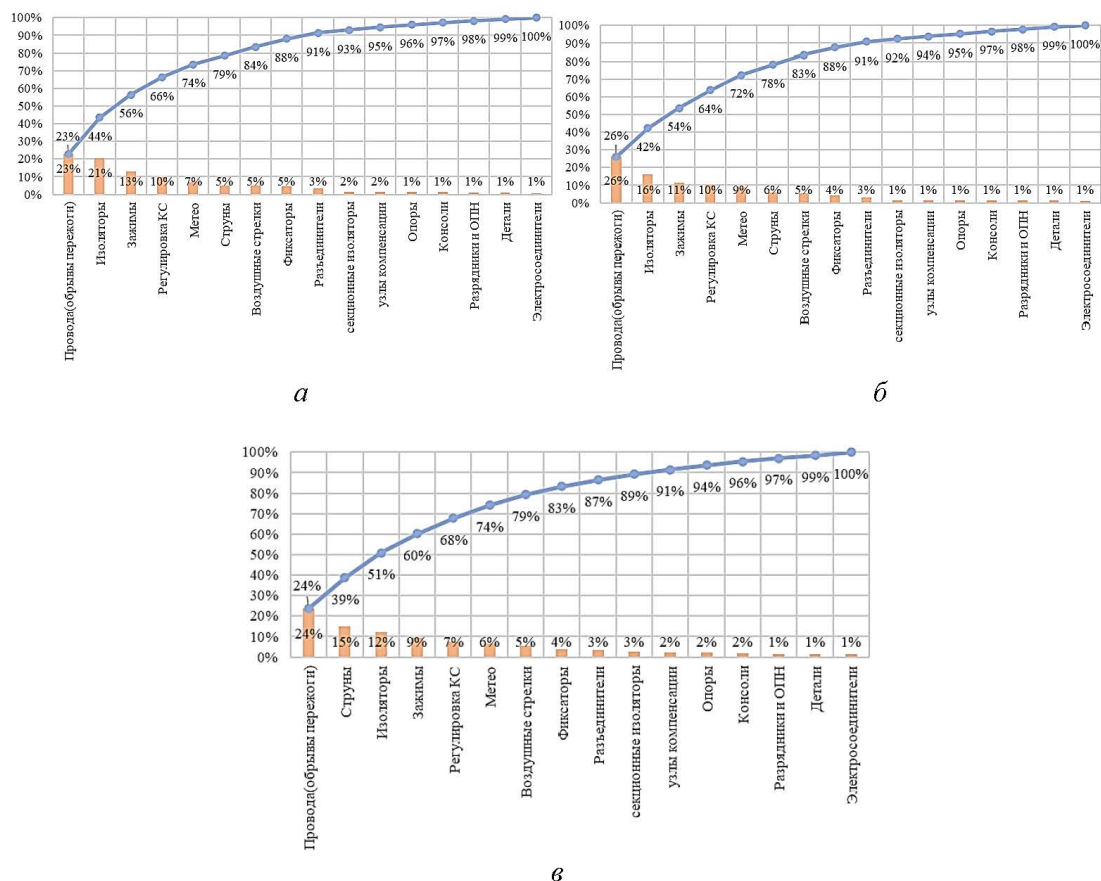 100%
90%
80%
70%
60%
50%
40%
30%
20%
10%
0%
23% 44% 56% 66% 74% 79% 84% 88% 91% 93% 95% 96% 97% 98% 99% 100%
23% 21% 13% 10% 7% 5% 5% 5% 3% 2% 2% 1% 1% 1% 1% 1%
Провода(обрывы пережоги)
Изоляторы
Зажимы
Регулировка КС
Метео
Струны
Воздушные стрелки
Фиксаторы
Разъединители
секционные изоляторы
узлы компенсации
Опоры
Консоли
Разрядники и ОПН
Детали
Электросоединители
а
100%
90%
80%
70%
60%
50%
40%
30%
20%
10%
0%
26% 42% 54% 64% 72% 78% 83% 88% 91% 92% 94% 95% 97% 98% 99% 100%
26% 16% 11% 10% 9% 6% 5% 4% 3% 1% 1% 1% 1% 1% 1% 1%
Провода(обрывы пережоги)
Изоляторы
Зажимы
Регулировка КС
Метео
Струны
Воздушные стрелки
Фиксаторы
Разъединители
секционные изоляторы
узлы компенсации
Опоры
Консоли
Разрядники и ОПН
Детали
Электросоединители
б
100%
90%
80%
70%
60%
50%
40%
30%
20%
10%
0%
24% 39% 51% 60% 68% 74% 79% 83% 87% 89% 91% 94% 96% 97% 99% 100%
24% 15% 12% 9% 7% 6% 5% 4% 3% 3% 2% 2% 2% 1% 1% 1%
Провода(обрывы пережоги)
Струны
Изоляторы
Зажимы
Регулировка КС
Метео
Воздушные стрелки
Фиксаторы
Разъединители
секционные изоляторы
узлы компенсации
Опоры
Консоли
Разрядники и ОПН
Детали
Электросоединители
в